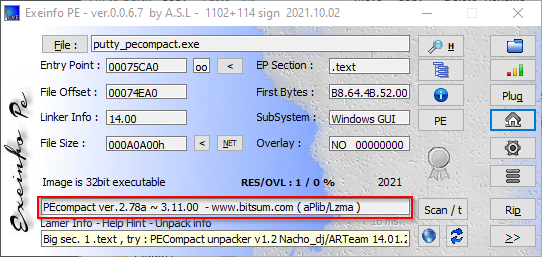 Exeinfo PE - ver.0.0.6.7 by A.S.L - 1102+114 sign 2021.10.02
File : putty_pecompact.exe H
Entry Point : 00075CA0 oo < EP Section : .text
File Offset : 00074EA0 First Bytes : B8.64.4B.52.00 Plug
Linker Info : 14.00 SubSystem : Windows GUI PE
File Size : 000A0A00h < NET Overlay : NO 00000000
Image is 32bit executable RES/OVL : 1 / 0 % 2021
PEcompact ver.2.78a ~ 3.11.00 - www.bitsum.com ( aPlib/Lzma ) Scan / t Rip
Lamer Info - Help Hint - Unpack info
Big sec. 1 .text , try : PECompact unpacker v1.2 Nacho_dj/ARTeam 14.01.2 >>
Exeinfo Pe